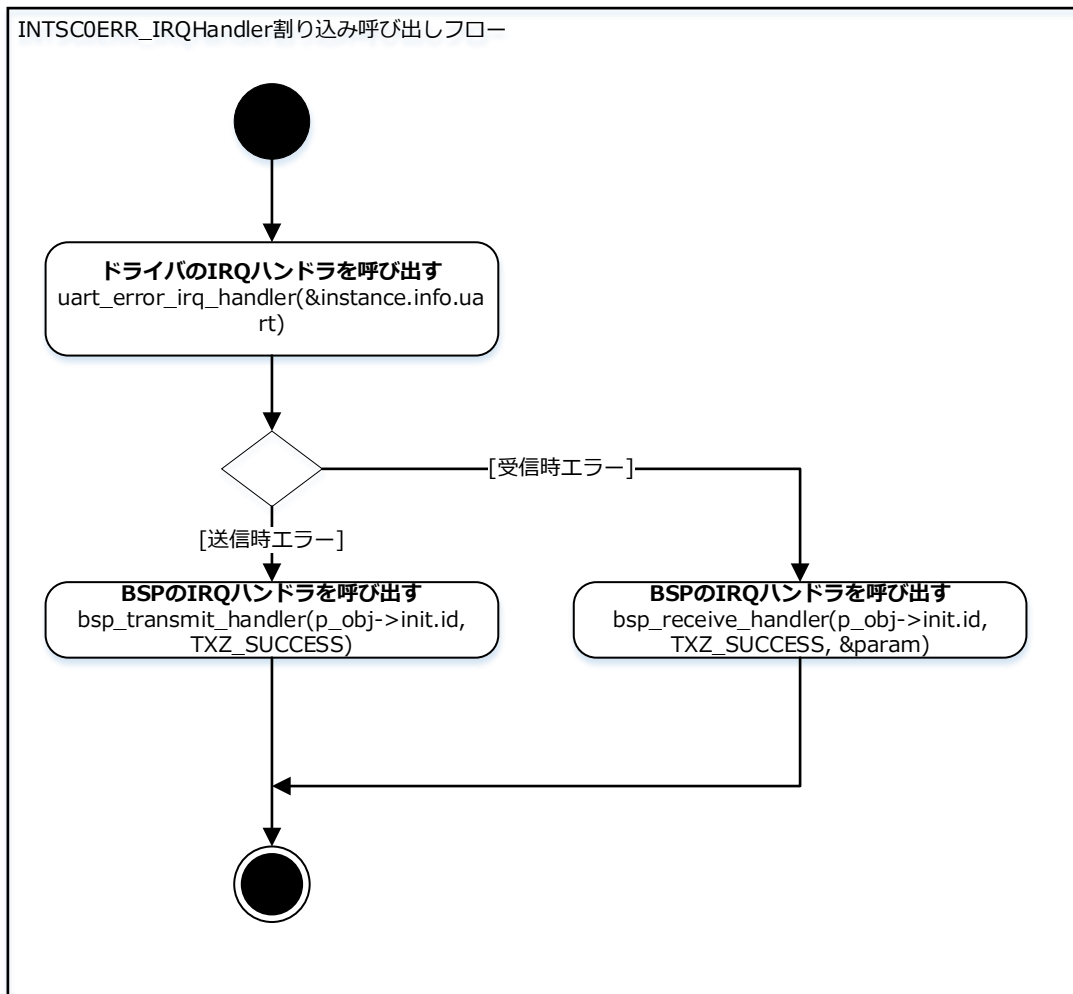 INTSC0ERR_IRQHandler割り込み呼び出しフロー
ドライバのIRQハンドラを呼び出す
uart_error_irq_handler(&instance.info.ua
rt)
[受信時エラー]
[送信時エラー]
BSPのIRQハンドラを呼び出す
bsp_transmit_handler(p_obj->init.id,
TXZ_SUCCESS)
BSPのIRQハンドラを呼び出す
bsp_receive_handler(p_obj->init.id,
TXZ_SUCCESS, &param)